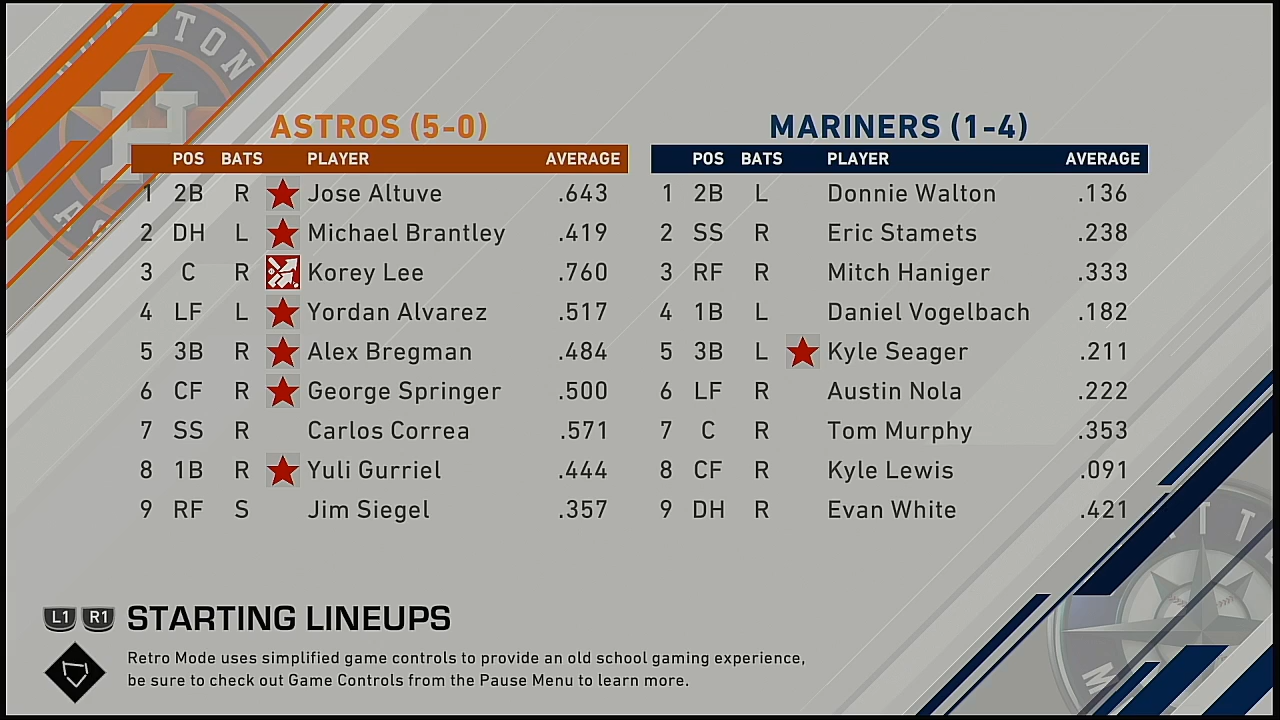 STON
H
AS
ASTROS (5-0)
POS BATS PLAYER AVERAGE
1 2B R Jose Altuve .643
2 DH L Michael Brantley .419
3 C R Korey Lee .760
4 LF L Yordan Alvarez .517
5 3B R Alex Bregman .484
6 CF R George Springer .500
7 SS R Carlos Correa .571
8 1B R Yuli Gurriel .444
9 RF S Jim Siegel .357
MARINERS (1-4)
POS BATS PLAYER AVERAGE
1 2B L Donnie Walton .136
2 SS R Eric Stamets .238
3 RF R Mitch Haniger .333
4 1B L Daniel Vogelbach .182
5 3B L Kyle Seager .211
6 LF R Austin Nola .222
7 C R Tom Murphy .353
8 CF R Kyle Lewis .091
9 DH R Evan White .421
L1 R1 STARTING LINEUPS
Retro Mode uses simplified game controls to provide an old school gaming experience,
be sure to check out Game Controls from the Pause Menu to learn more.